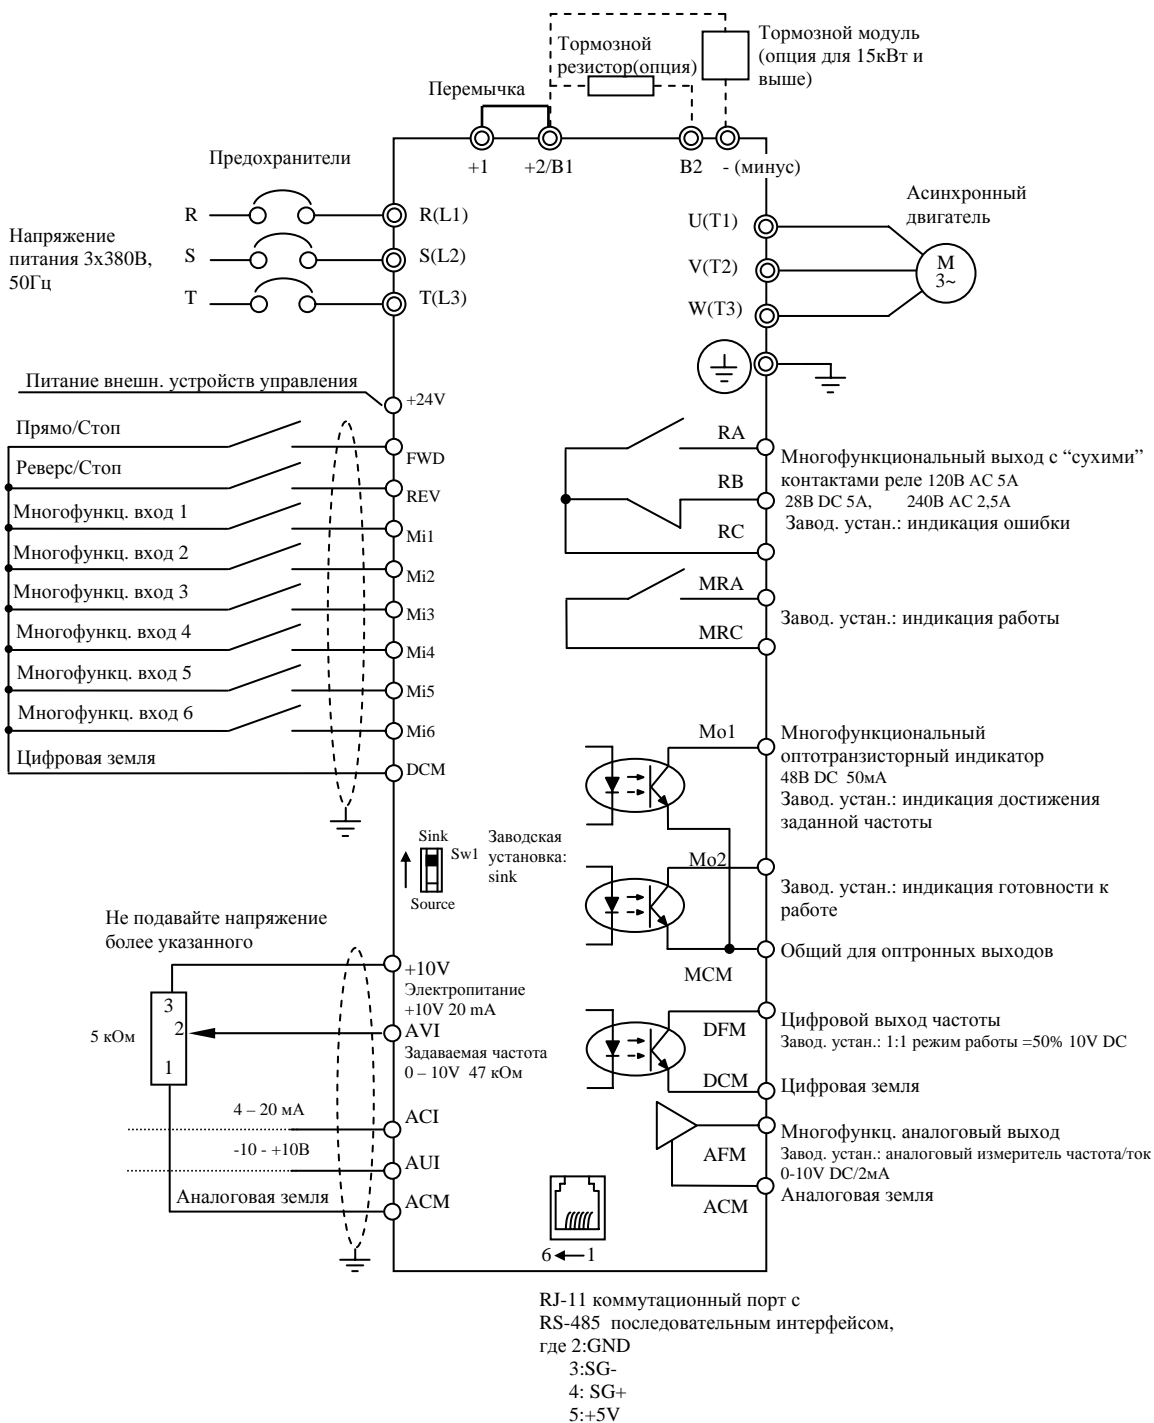 Тормозной модуль
(опция для 15кВт и
выше)
Тормозной
резистор(опция)
Перемычка
+1
+2/B1
B2
- (минус)
Предохранители
Напряжение
питания 3х380В,
50Гц
R
R(L1)
S
S(L2)
T
T(L3)
Асинхронный
двигатель
U(T1)
V(T2)
W(T3)
M
3~
Питание внешн. устройств управления
+24V
Прямо/Стоп
FWD
Реверс/Стоп
REV
Многофункц. вход 1
Mi1
Многофункц. вход 2
Mi2
Многофункц. вход 3
Mi3
Многофункц. вход 4
Mi4
Многофункц. вход 5
Mi5
Многофункц. вход 6
Mi6
Цифровая земля
DCM
RA
RB
RC
Многофункциональный выход с “сухими”
контактами реле 120В AC 5А
28В DC 5А, 240В AC 2,5А
Завод. устан.: индикация ошибки
MRA
MRC
Завод. устан.: индикация работы
Mo1
Многофункциональный
оптотранзисторный индикатор
48В DC 50мА
Завод. устан.: индикация достижения
заданной частоты
Sink
Sw1
Source
Заводская
установка:
sink
Mo2
Завод. устан.: индикация готовности к
работе
Общий для оптронных выходов
MCM
Не подавайте напряжение
более указанного
+10V
Электропитание
+10V 20 mA
3
2
1
5 кОм
AVI
Задаваемая частота
0 – 10V 47 кОм
4 – 20 мА
ACI
-10 - +10В
AUI
Аналоговая земля
ACM
DFM
Цифровой выход частоты
Завод. устан.: 1:1 режим работы =50% 10V DC
DCM
Цифровая земля
AFM
Многофункц. аналоговый выход
Завод. устан.: аналоговый измеритель частота/ток
0-10V DC/2мА
ACM
Аналоговая земля
6
1
RJ-11 коммутационный порт с
RS-485 последовательным интерфейсом,
где 2:GND
3:SG-
4: SG+
5:+5V